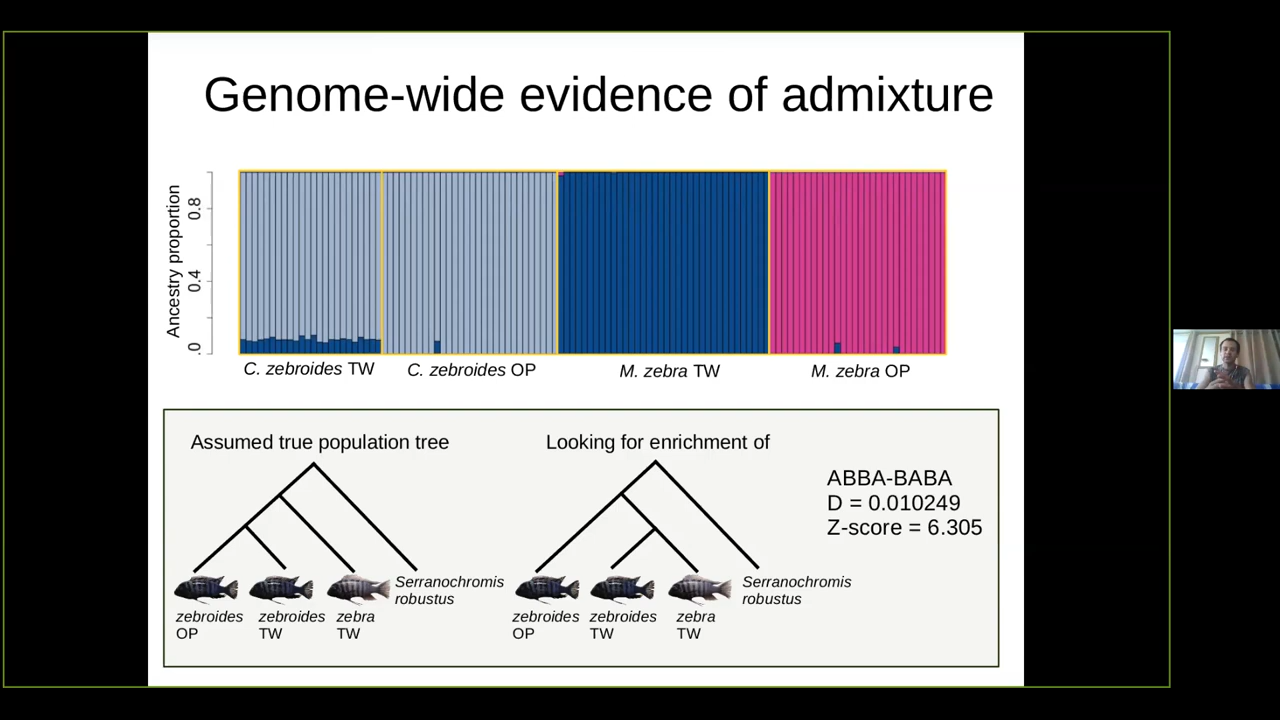 Genome-wide evidence of admixture
Ancestry proportion
0.8
0.4
.0
C. zebroides TW
C. zebroides OP
M. zebra TW
M. zebra OP
Assumed true population tree
Looking for enrichment of
ABBA-BABA
D = 0.010249
Z-score = 6.305
Serranochromis
robustus
zebroides
OP
zebroides
TW
zebra
TW
Serranochromis
robustus
zebroides
OP
zebroides
TW
zebra
TW